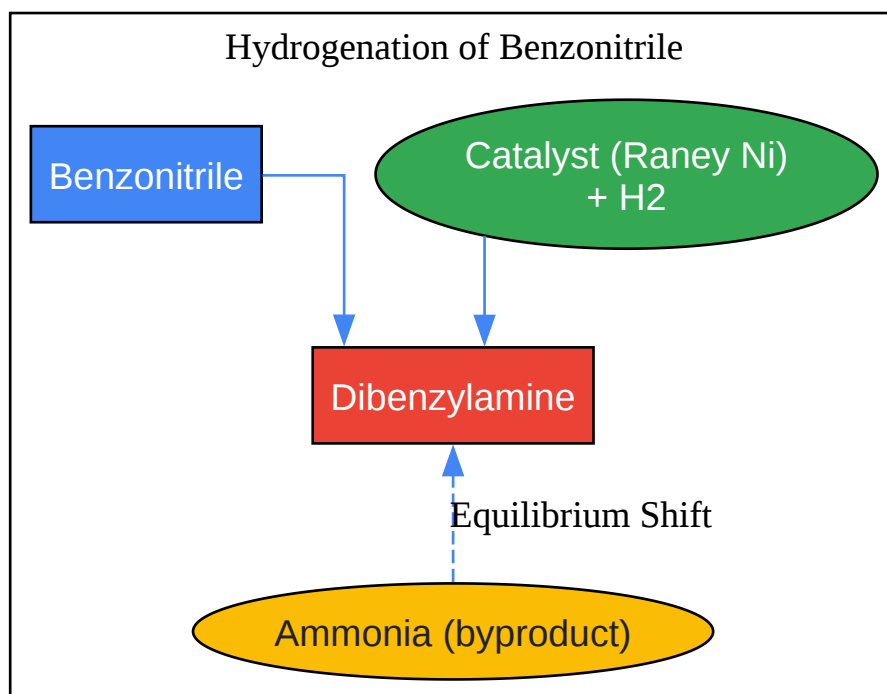 Hydrogenation of Benzonitrile
Benzonitrile
Catalyst (Raney Ni)
+ H2
Dibenzylamine
Equilibrium Shift
Ammonia (byproduct)